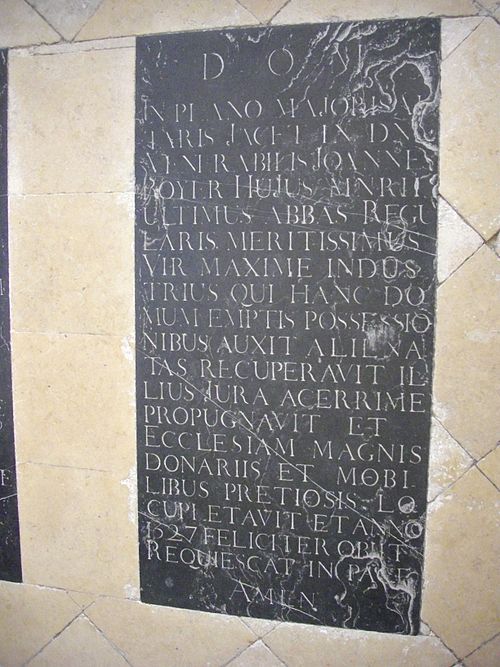 D O M
IN PLANO MAJORIS A
TARIS JACET IN DNO
VENERABILIS JOANNES
ROYER HUJUS MNRII
ULTIMUS ABBAS REGU
LARIS MERITISSIMUS
VIR MAXIME INDUS
TRIUS QUI HANC DO
MUM EMPTIS POSSESSIO
NIBUS AUXIT ALIENA
TAS RECUPERAVIT IL
LIUS JURA ACERRIME
PROPUGNAVIT ET
ECCLESIAM MAGNIS
DONARIIS ET MOBI
LIBUS PRETIOSIS LO
CUPLETAVIT ET ANNO
1527 FELICITER OBIIT
REQUIESCAT IN PACE
AMEN